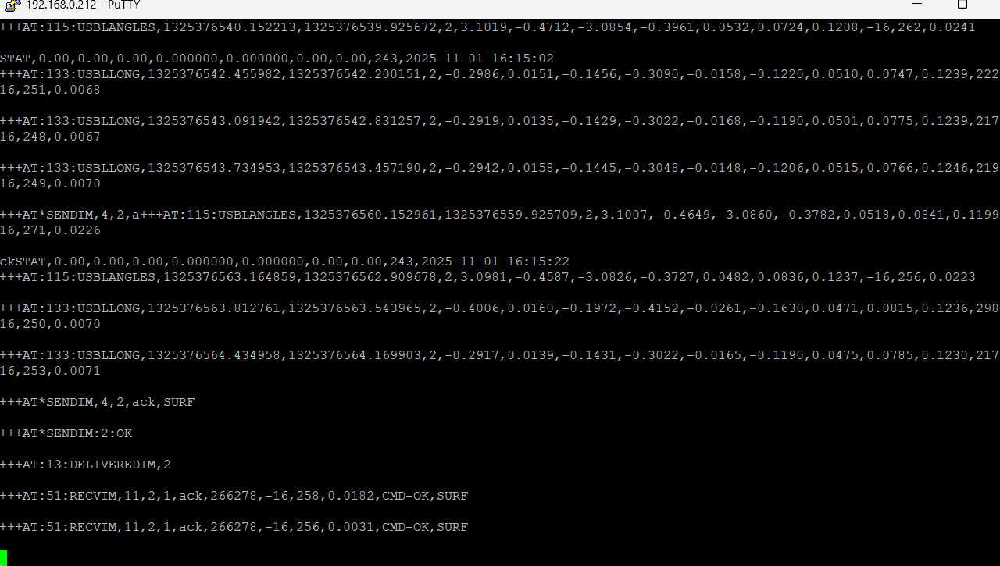 192.168.0.212 - PuTTY
+++AT:115:USBLANGLES,1325376540.152213,1325376539.925672,2,3.1019,-0.4712,-3.0854,-0.3961,0.0532,0.0724,0.1208,-16,262,0.0241
STAT,0.00,0.00,0.00,0.000000,0.000000,0.00,0.00,243,2025-11-01 16:15:02
+++AT:133:USBLLONG,1325376542.455982,1325376542.200151,2,-0.2986,0.0151,-0.1456,-0.3090,-0.0158,-0.1220,0.0510,0.0747,0.1239,222
16,251,0.0068
+++AT:133:USBLLONG,1325376543.091942,1325376542.831257,2,-0.2919,0.0135,-0.1429,-0.3022,-0.0168,-0.1190,0.0501,0.0775,0.1239,217
16,248,0.0067
+++AT:133:USBLLONG,1325376543.734953,1325376543.457190,2,-0.2942,0.0158,-0.1445,-0.3048,-0.0148,-0.1206,0.0515,0.0766,0.1246,219
16,249,0.0070
+++AT*SENDIM,4,2,a+++AT:115:USBLANGLES,1325376560.152961,1325376559.925709,2,3.1007,-0.4649,-3.0860,-0.3782,0.0518,0.0841,0.1199
16,271,0.0226
ckSTAT,0.00,0.00,0.00,0.000000,0.000000,0.00,0.00,243,2025-11-01 16:15:22
+++AT:115:USBLANGLES,1325376563.164859,1325376562.909678,2,3.0981,-0.4587,-3.0826,-0.3727,0.0482,0.0836,0.1237,-16,256,0.0223
+++AT:133:USBLLONG,1325376563.812761,1325376563.543965,2,-0.4006,0.0160,-0.1972,-0.4152,-0.0261,-0.1630,0.0471,0.0815,0.1236,298
16,250,0.0070
+++AT:133:USBLLONG,1325376564.434958,1325376564.169903,2,-0.2917,0.0139,-0.1431,-0.3022,-0.0165,-0.1190,0.0475,0.0785,0.1230,217
16,253,0.0071
+++AT*SENDIM,4,2,ack,SURF
+++AT*SENDIM:2:OK
+++AT:13:DELIVEREDIM,2
+++AT:51:RECVIM,11,2,1,ack,266278,-16,258,0.0182,CMD-OK,SURF
+++AT:51:RECVIM,11,2,1,ack,266278,-16,256,0.0031,CMD-OK,SURF